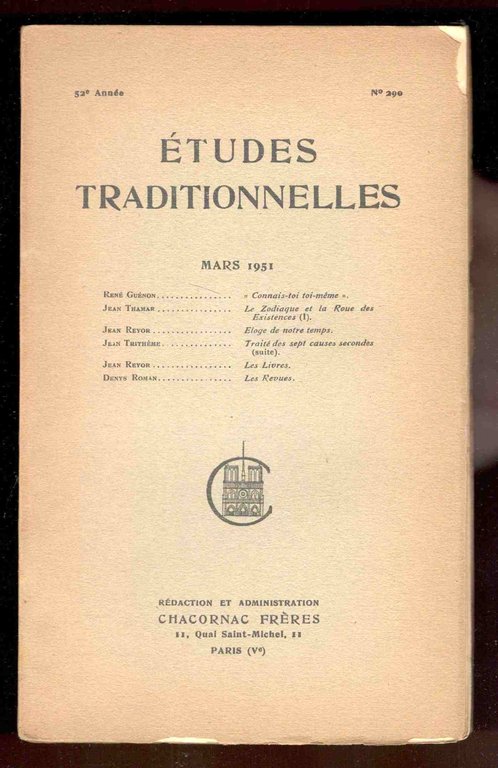 52e Année N° 290
ÉTUDES
TRADITIONNELLES
MARS 1951
RENÉ GUÉNON................ « Connais-toi toi-même ».
JEAN THAMAR................ Le Zodiaque et la Roue des
Existences (I).
JEAN REYOR................ Eloge de notre temps.
JEAN TRITHÈME................ Traité des sept causes secondes
(suite).
JEAN REYOR................ Les Livres.
DENYS ROMAN................ Les Revues.
C
RÉDACTION ET ADMINISTRATION
CHACORNAC FRÈRES
11, Quai Saint-Michel, 11
PARIS (Ve)